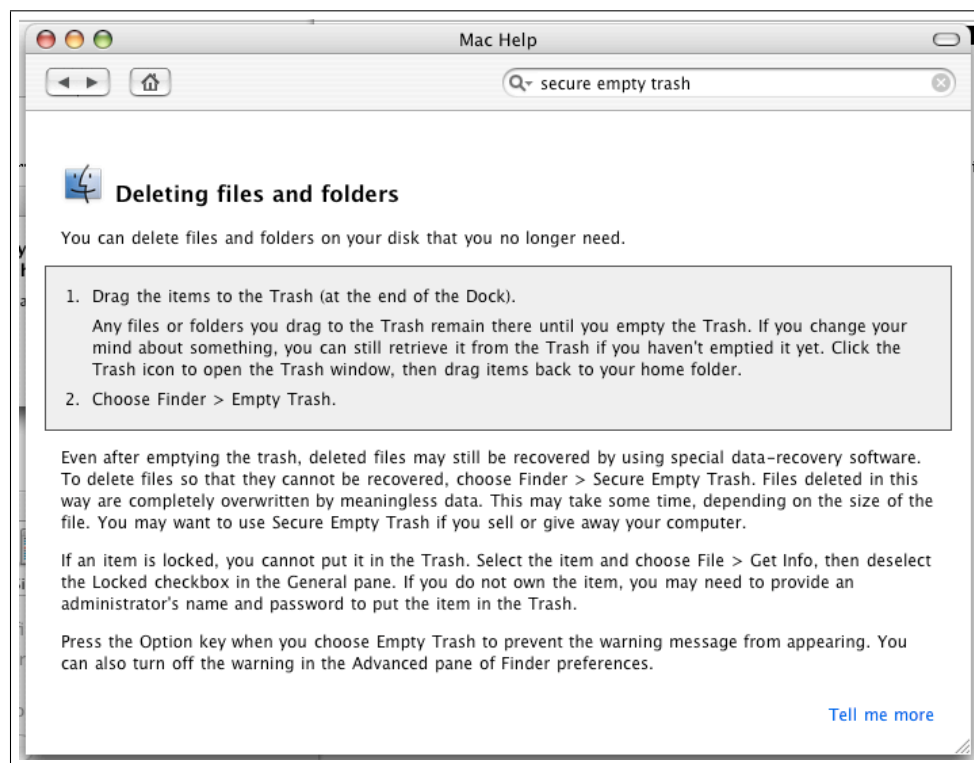 Mac Help
secure empty trash
Deleting files and folders
You can delete files and folders on your disk that you no longer need.
1. Drag the items to the Trash (at the end of the Dock).
Any files or folders you drag to the Trash remain there until you empty the Trash. If you change your
mind about something, you can still retrieve it from the Trash if you haven't emptied it yet. Click the
Trash icon to open the Trash window, then drag items back to your home folder.
2. Choose Finder > Empty Trash.
Even after emptying the trash, deleted files may still be recovered by using special data-recovery software.
To delete files so that they cannot be recovered, choose Finder > Secure Empty Trash. Files deleted in this
way are completely overwritten by meaningless data. This may take some time, depending on the size of the
file. You may want to use Secure Empty Trash if you sell or give away your computer.
If an item is locked, you cannot put it in the Trash. Select the item and choose File > Get Info, then deselect
the Locked checkbox in the General pane. If you do not own the item, you may need to provide an
administrator's name and password to put the item in the Trash.
Press the Option key when you choose Empty Trash to prevent the warning message from appearing. You
can also turn off the warning in the Advanced pane of Finder preferences.
Tell me more